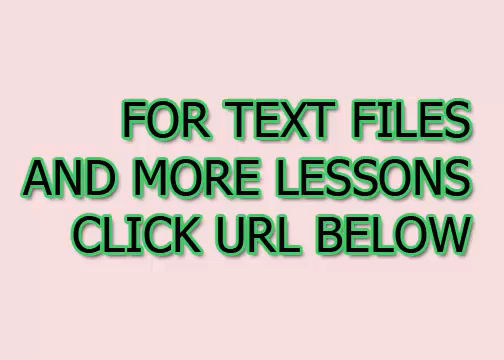 FOR TEXT FILES
AND MORE LESSONS
CLICK URL BELOW